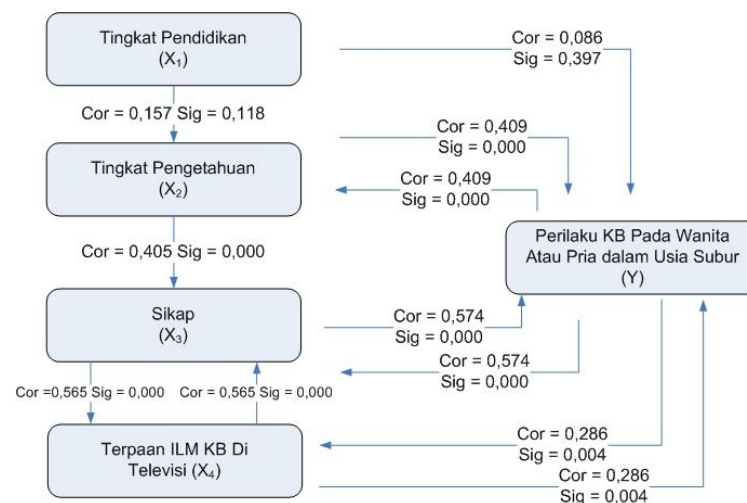 Tingkat Pendidikan
(X₁)
Cor = 0,086
Sig = 0,397
Cor = 0,157 Sig = 0,118
Cor = 0,409
Sig = 0,000
Tingkat Pengetahuan
(X₂)
Cor = 0,409
Sig = 0,000
Cor = 0,405 Sig = 0,000
Perilaku KB Pada Wanita
Atau Pria dalam Usia Subur
(Y)
Sikap
(X₃)
Cor = 0,574
Sig = 0,000
Cor = 0,574
Sig = 0,000
Cor =0,565 Sig = 0,000
Cor = 0,565 Sig = 0,000
Terpaan ILM KB Di
Televisi (X₄)
Cor = 0,286
Sig = 0,004
Cor = 0,286
Sig = 0,004